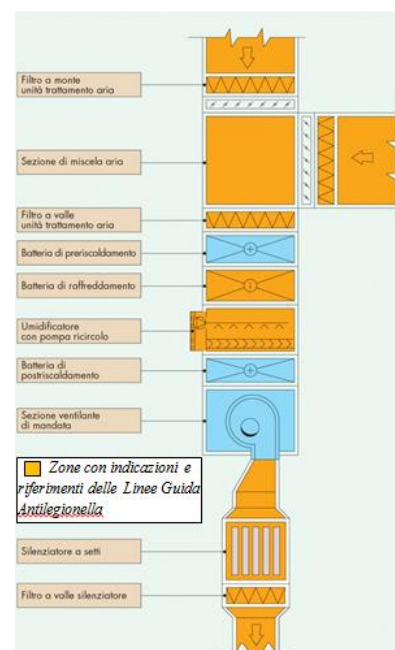 Filtro a monte
unità trattamento aria
Sezione di miscela aria
Filtro a valle
unità trattamento aria
Batteria di preriscaldamento
Batteria di raffreddamento
Umidificatore
con pompa ricircolo
Batteria di
postriscaldamento
Sezione ventilante
di mandata
Zone con indicazioni e
riferimenti delle Linee Guida
Antilegionella
Silenziatore a setti
Filtro a valle silenziatore